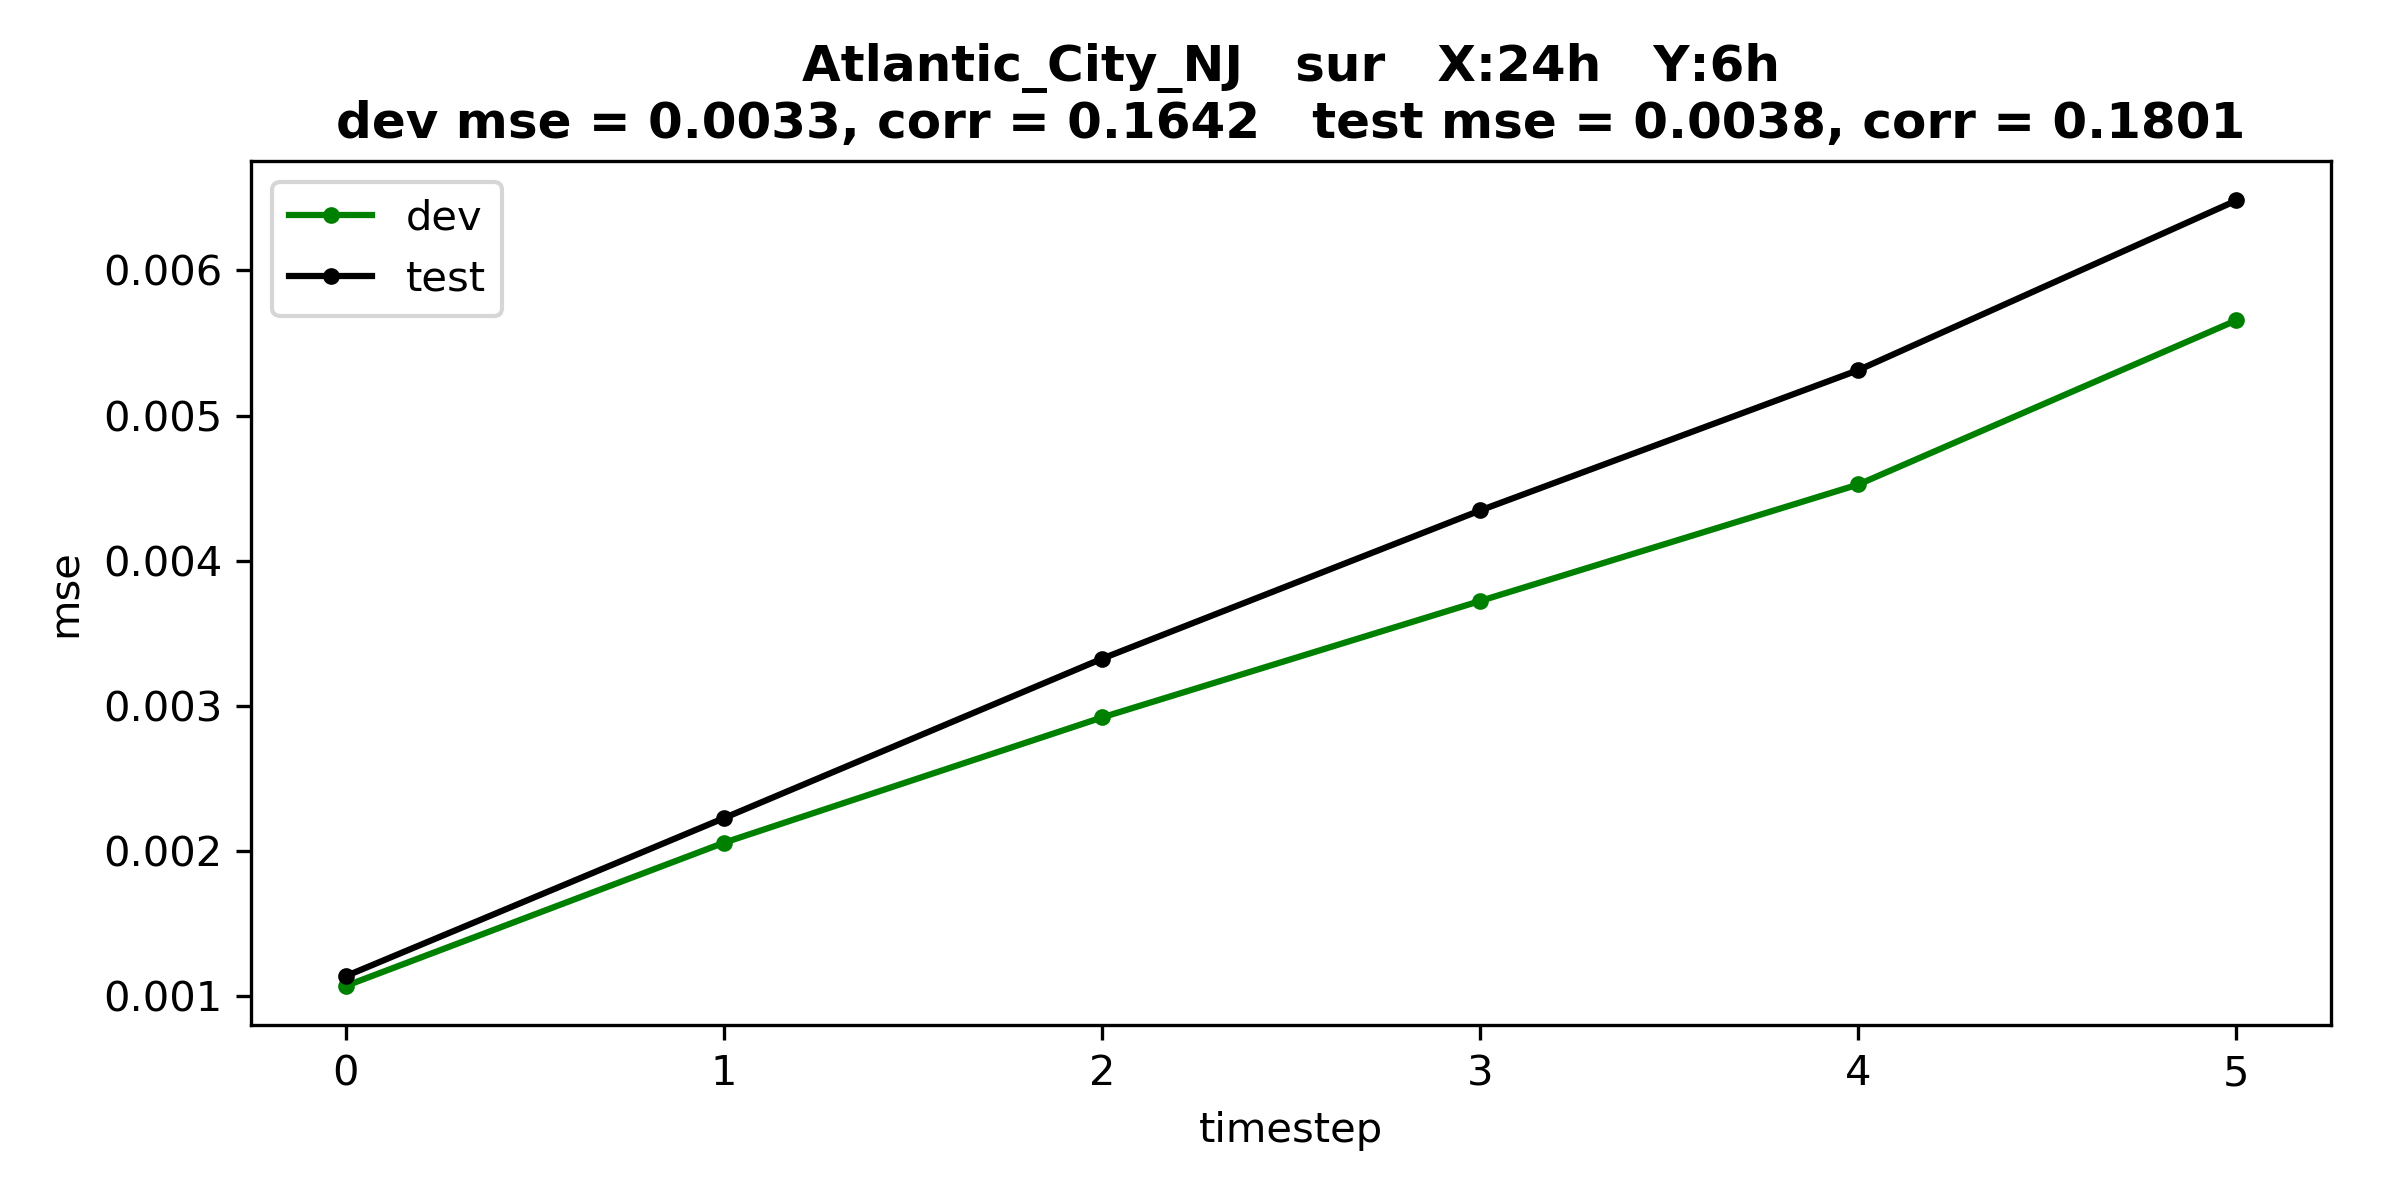 Atlantic_City_NJ   sur   X:24h   Y:6h
dev mse = 0.0033, corr = 0.1642   test mse = 0.0038, corr = 0.1801
dev
test
mse
0.006
0.005
0.004
0.003
0.002
0.001
0 1 2 3 4 5
timestep